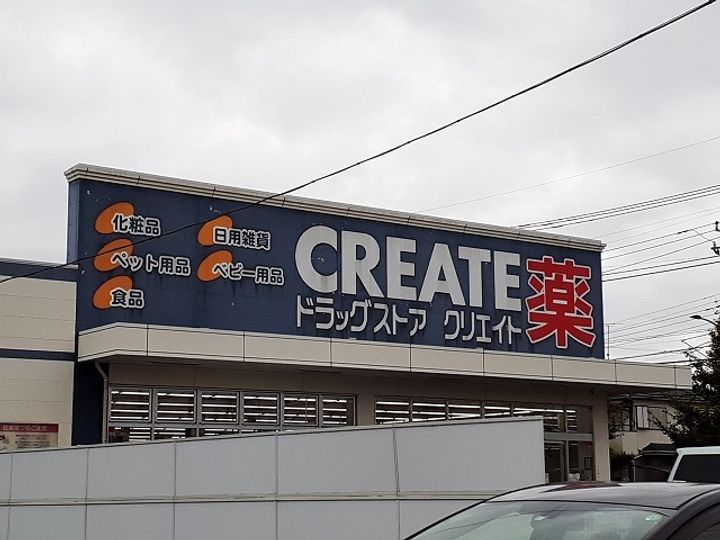 化粧品
日用雑貨
ペット用品
ベビー用品
食品
CREATE
ドラッグストア クリエイト
薬